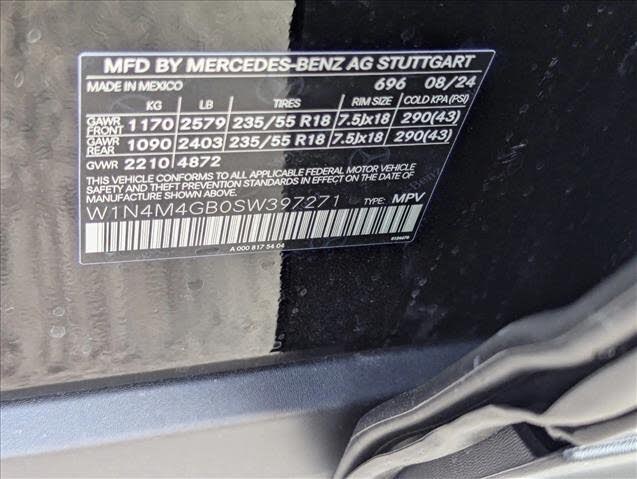 MFD BY MERCEDES-BENZ AG STUTTGART
MADE IN MEXICO 696 08/24
KG LB TIRES RIM SIZE COLD KPA(PSI)
GAWR FRONT 1170 2579 235/55 R18 7.5Jx18 290(43)
GAWR REAR 1090 2403 235/55 R18 7.5Jx18 290(43)
GVWR 2210 4872
THIS VEHICLE CONFORMS TO ALL APPLICABLE FEDERAL MOTOR VEHICLE
SAFETY AND THEFT PREVENTION STANDARDS IN EFFECT ON THE DATE OF
MANUFACTURE SHOWN ABOVE.
W1N4M4GB0SW397271 TYPE: MPV
A 000 817 54 04